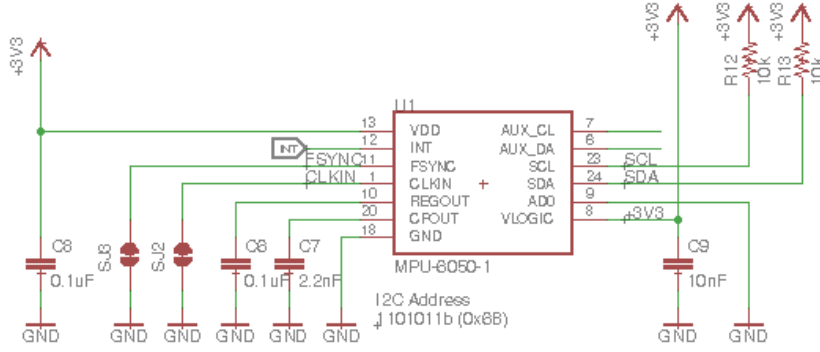 +3V3
+3V3
+3V3
+3V3
R12
10k
R13
10k
U1
13
VDD
AUX_CL
7
12
INT
INT
AUX_DA
6
FSYNC
11
FSYNC
SCL
23
SCL
CLKIN
1
CLKIN
SDA
24
SDA
10
REGOUT
AD0
9
20
CPOUT
VLOGIC
8
+3V3
18
GND
C8
0.1uF
SJ3
SJ2
C6
0.1uF
C7
2.2nF
MPU-6050-1
C9
10nF
I2C Address
1101011b (0x6B)
GND
GND
GND
GND
GND
GND
GND
GND